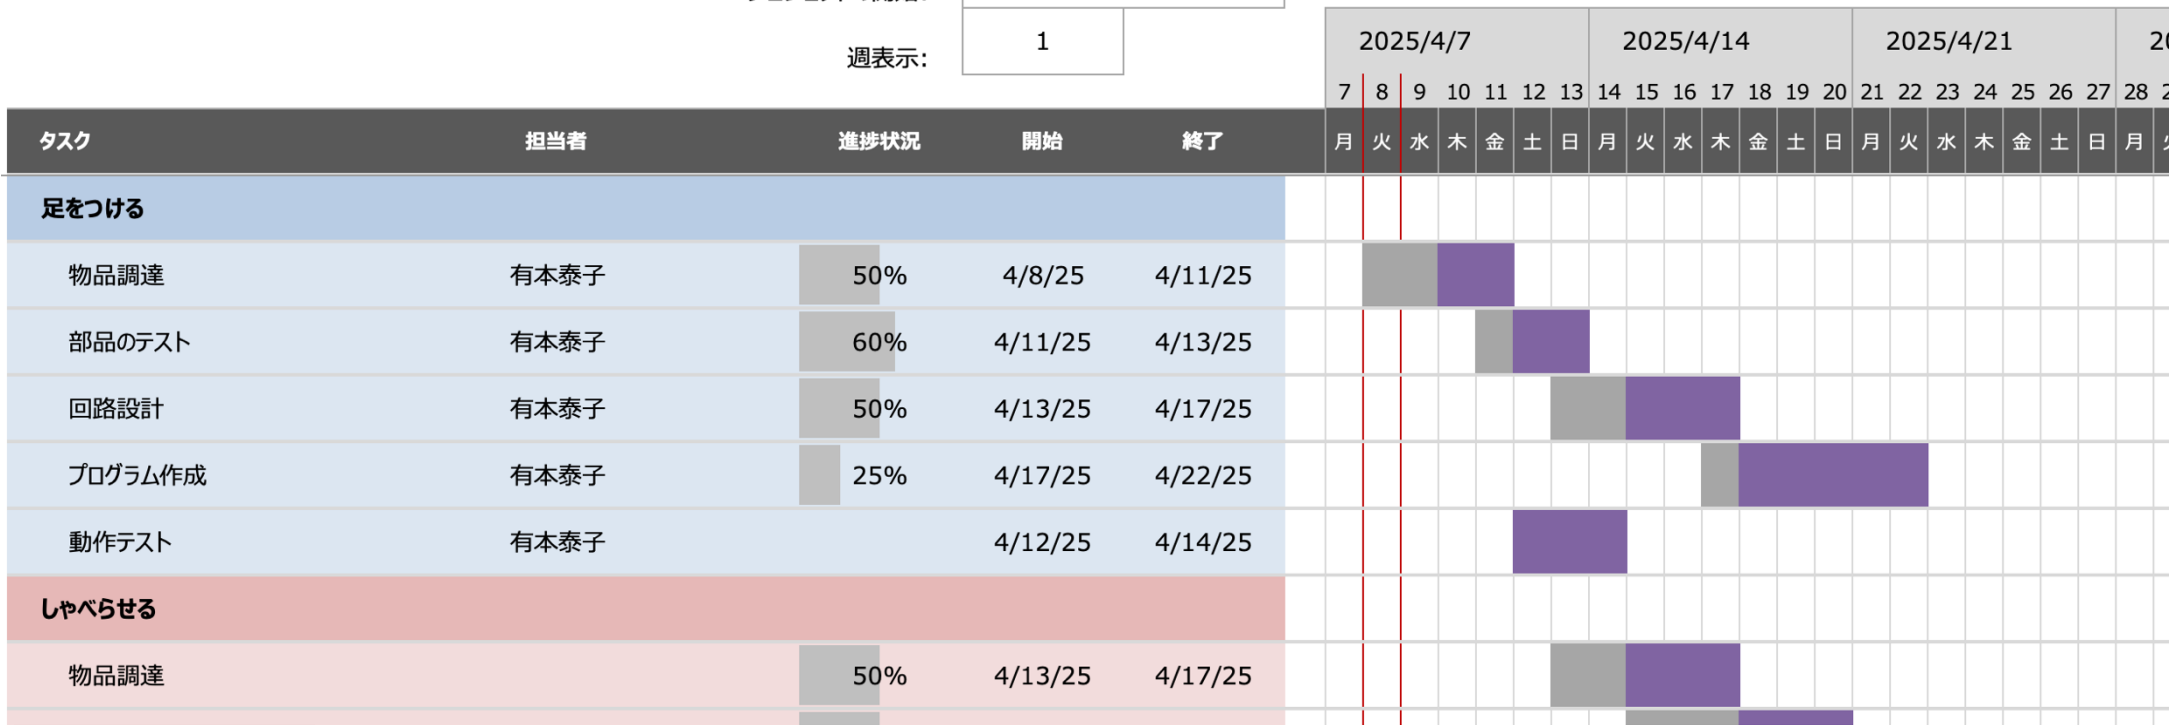 週表示:
1
2025/4/7 2025/4/14 2025/4/21
7 8 9 10 11 12 13 14 15 16 17 18 19 20 21 22 23 24 25 26 27 28
タスク 担当者 進捗状況 開始 終了 月 火 水 木 金 土 日 月 火 水 木 金 土 日 月 火 水 木 金 土 日 月
足をつける
物品調達 有本泰子 50% 4/8/25 4/11/25
部品のテスト 有本泰子 60% 4/11/25 4/13/25
回路設計 有本泰子 50% 4/13/25 4/17/25
プログラム作成 有本泰子 25% 4/17/25 4/22/25
動作テスト 有本泰子 4/12/25 4/14/25
しゃべらせる
物品調達 50% 4/13/25 4/17/25